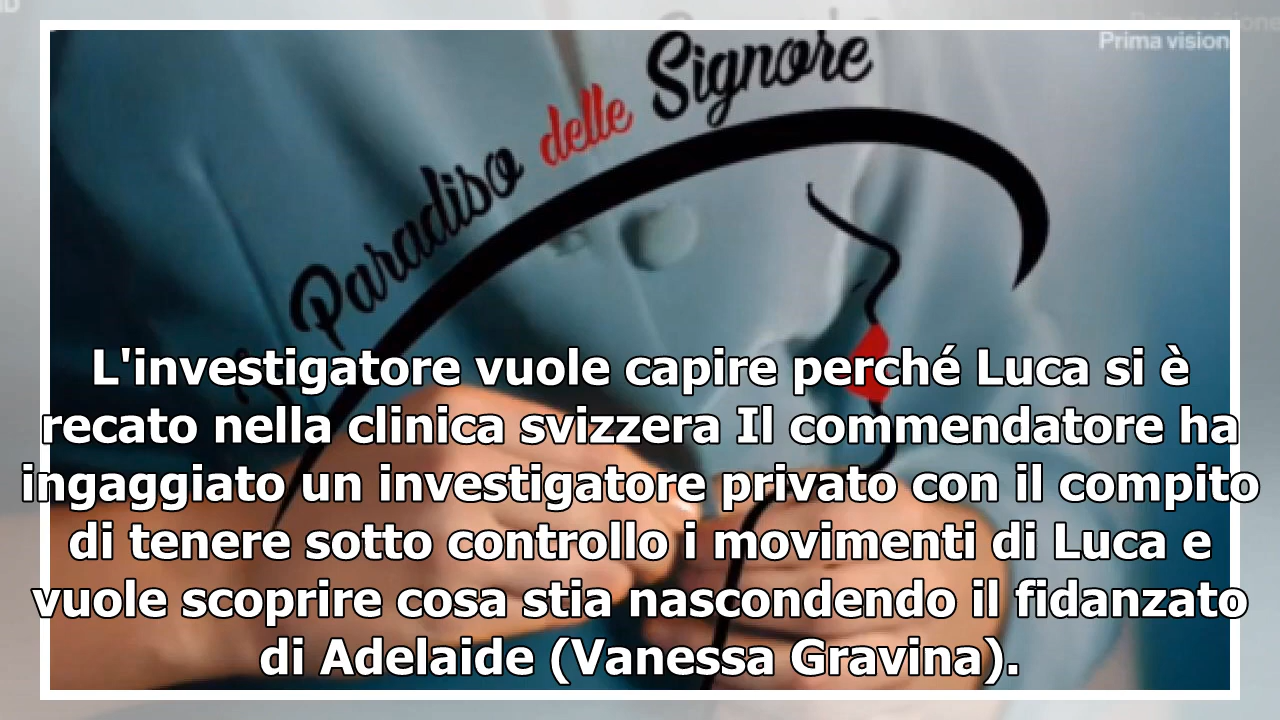 Prima vision
Il Paradiso delle Signore
L'investigatore vuole capire perché Luca si è
recato nella clinica svizzera Il commendatore ha
ingaggiato un investigatore privato con il compito
di tenere sotto controllo i movimenti di Luca e
vuole scoprire cosa stia nascondendo il fidanzato
di Adelaide (Vanessa Gravina).